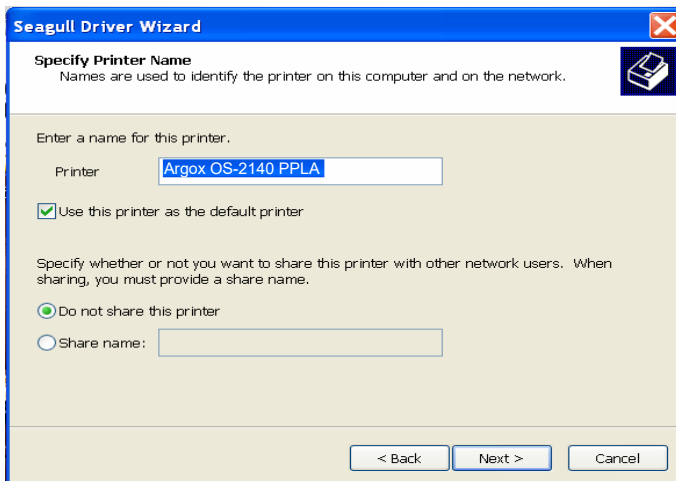 Seagull Driver Wizard
Specify Printer Name
Names are used to identify the printer on this computer and on the network.
Enter a name for this printer.
Printer Argox OS-2140 PPLA
Use this printer as the default printer
Specify whether or not you want to share this printer with other network users. When
sharing, you must provide a share name.
Do not share this printer
Share name:
< Back Next > Cancel